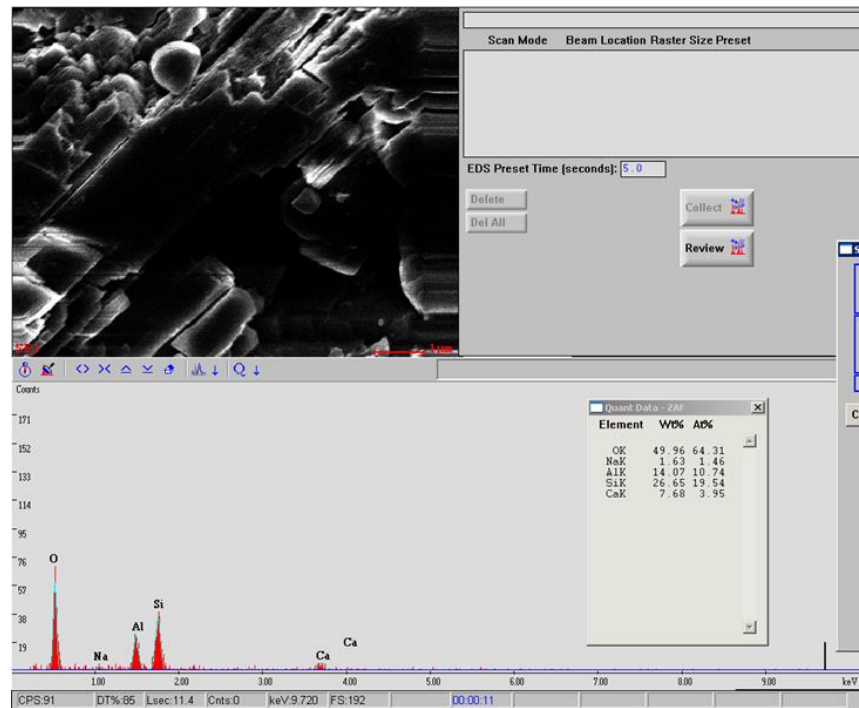 Scan Mode Beam Location Raster Size Preset
EDS Preset Time (seconds): 5.0
Delete
Del All
Collect
Review
1µm
Q
Counts
171
152
133
114
95
76
57
38
19
O
Na
Al
Si
Ca
Ca
Quant Data - ZAF
Element Wt% At%
OK 49.96 64.31
NaK 1.63 1.46
AlK 14.07 10.74
SiK 26.65 19.54
CaK 7.68 3.95
1.00 2.00 3.00 4.00 5.00 6.00 7.00 8.00 9.00 keV
CPS:91 DT%:85 Lsec:11.4 Cnts:0 keV:9.720 FS:192 00:00:11